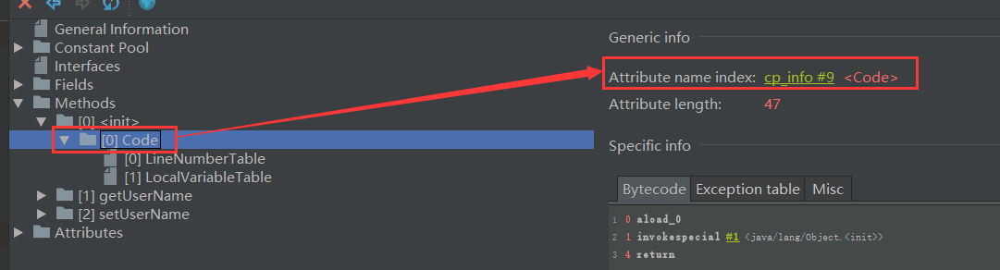 General Information
Constant Pool
Interfaces
Fields
Methods
[0] <init>
[0] Code
[0] LineNumberTable
[1] LocalVariableTable
[1] getUserName
[2] setUserName
Attributes
Generic info
Attribute name index: cp_info #9 <Code>
Attribute length: 47
Specific info
Bytecode Exception table Misc
1 0 aload_0
2 1 invokespecial #1 <java/lang/Object.<init>>
3 4 return